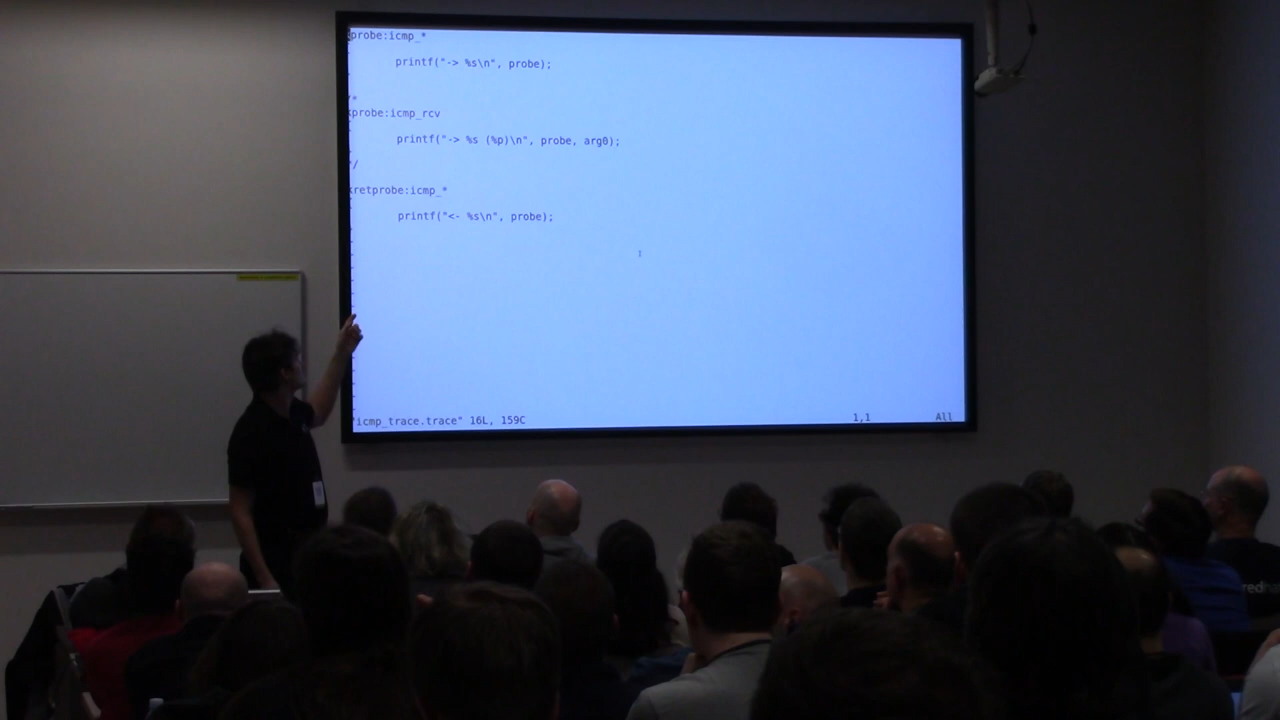 probe:icmp_*
printf("-> %s\n", probe);
/*
kprobe:icmp_rcv
printf("-> %s (%p)\n", probe, arg0);
*/
kretprobe:icmp_*
printf("<- %s\n", probe);
"icmp_trace.trace" 16L, 159C 1,1 All